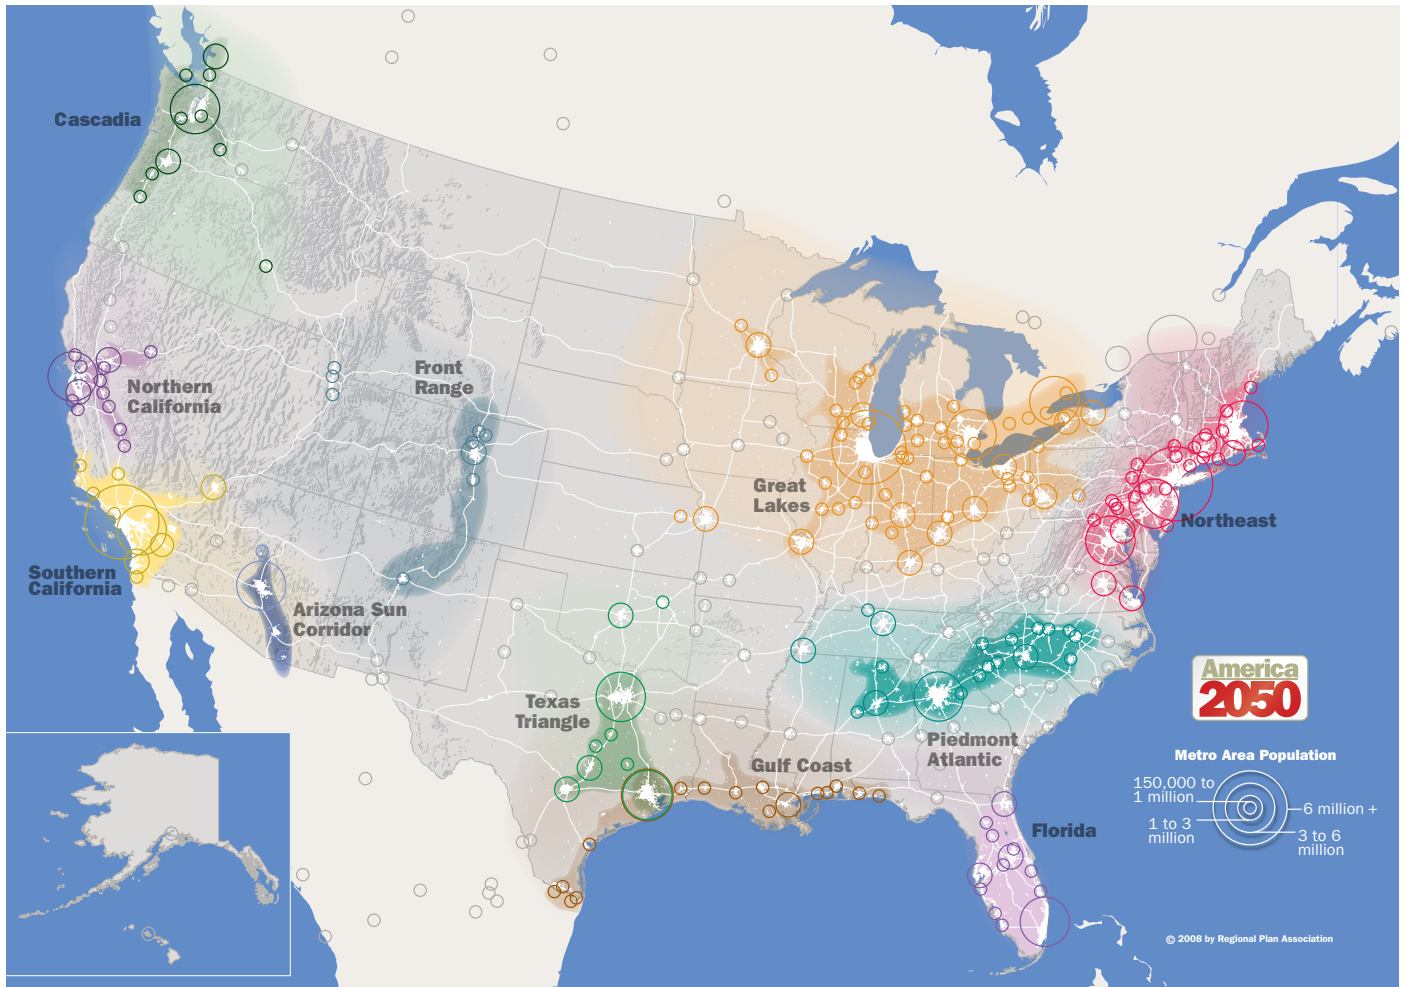 Cascadia
Northern
California
Front
Range
Southern
California
Arizona Sun
Corridor
Texas
Triangle
Great
Lakes
Gulf Coast
Piedmont
Atlantic
Northeast
Florida
America
2050
Metro Area Population
150,000 to
1 million
1 to 3
million
6 million +
3 to 6
million
© 2008 by Regional Plan Association